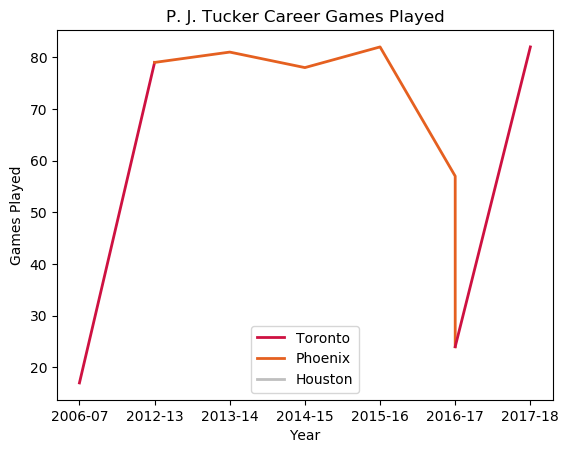 P. J. Tucker Career Games Played
Games Played
80
70
60
50
40
30
20
Toronto
Phoenix
Houston
2006-07 2012-13 2013-14 2014-15 2015-16 2016-17 2017-18
Year